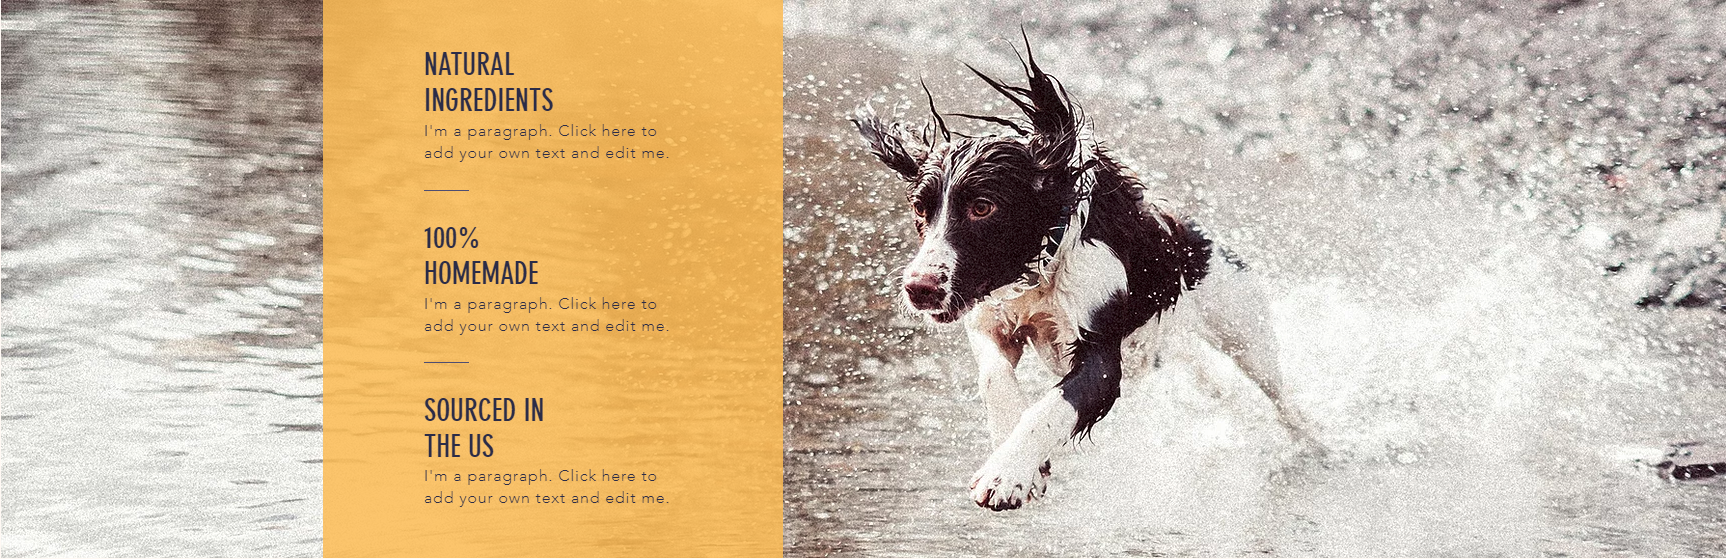 NATURAL
INGREDIENTS
I'm a paragraph. Click here to
add your own text and edit me.
100%
HOMEMADE
I'm a paragraph. Click here to
add your own text and edit me.
SOURCED IN
THE US
I'm a paragraph. Click here to
add your own text and edit me.